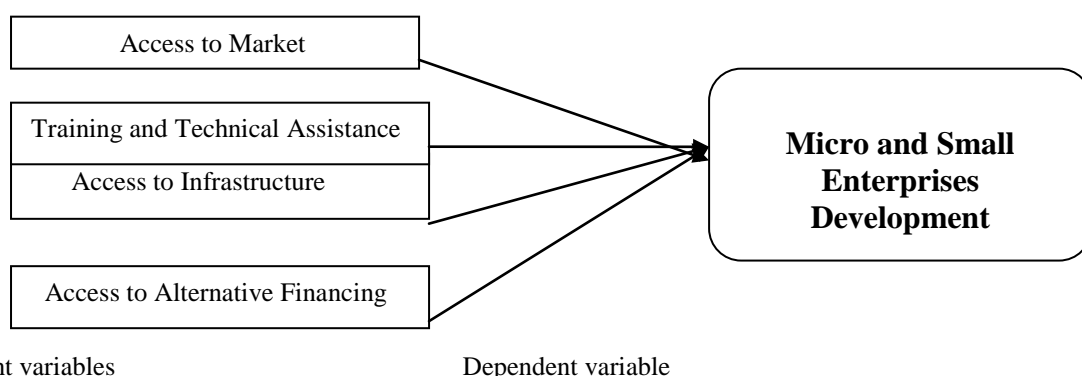 Access to Market
Training and Technical Assistance
Access to Infrastructure
Access to Alternative Financing
Micro and Small
Enterprises
Development
variables
Dependent variable